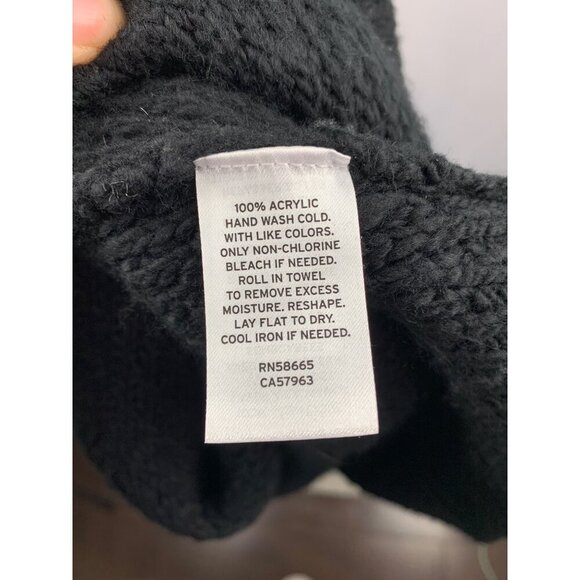 100% ACRYLIC
HAND WASH COLD.
WITH LIKE COLORS.
ONLY NON-CHLORINE
BLEACH IF NEEDED.
ROLL IN TOWEL
TO REMOVE EXCESS
MOISTURE. RESHAPE.
LAY FLAT TO DRY.
COOL IRON IF NEEDED.
RN58665
CA57963